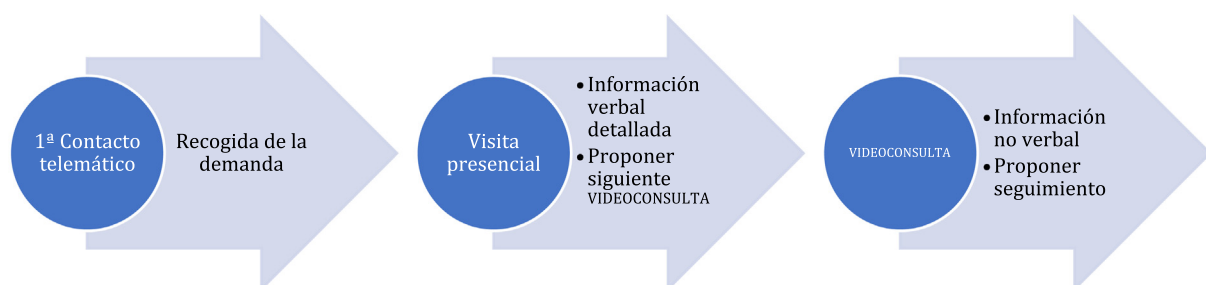 1ª Contacto
telemático
Recogida de la
demanda
Visita
presencial
• Información
verbal
detallada
• Proponer
siguiente
VIDEOCONSULTA
VIDEOCONSULTA
• Información
no verbal
• Proponer
seguimiento